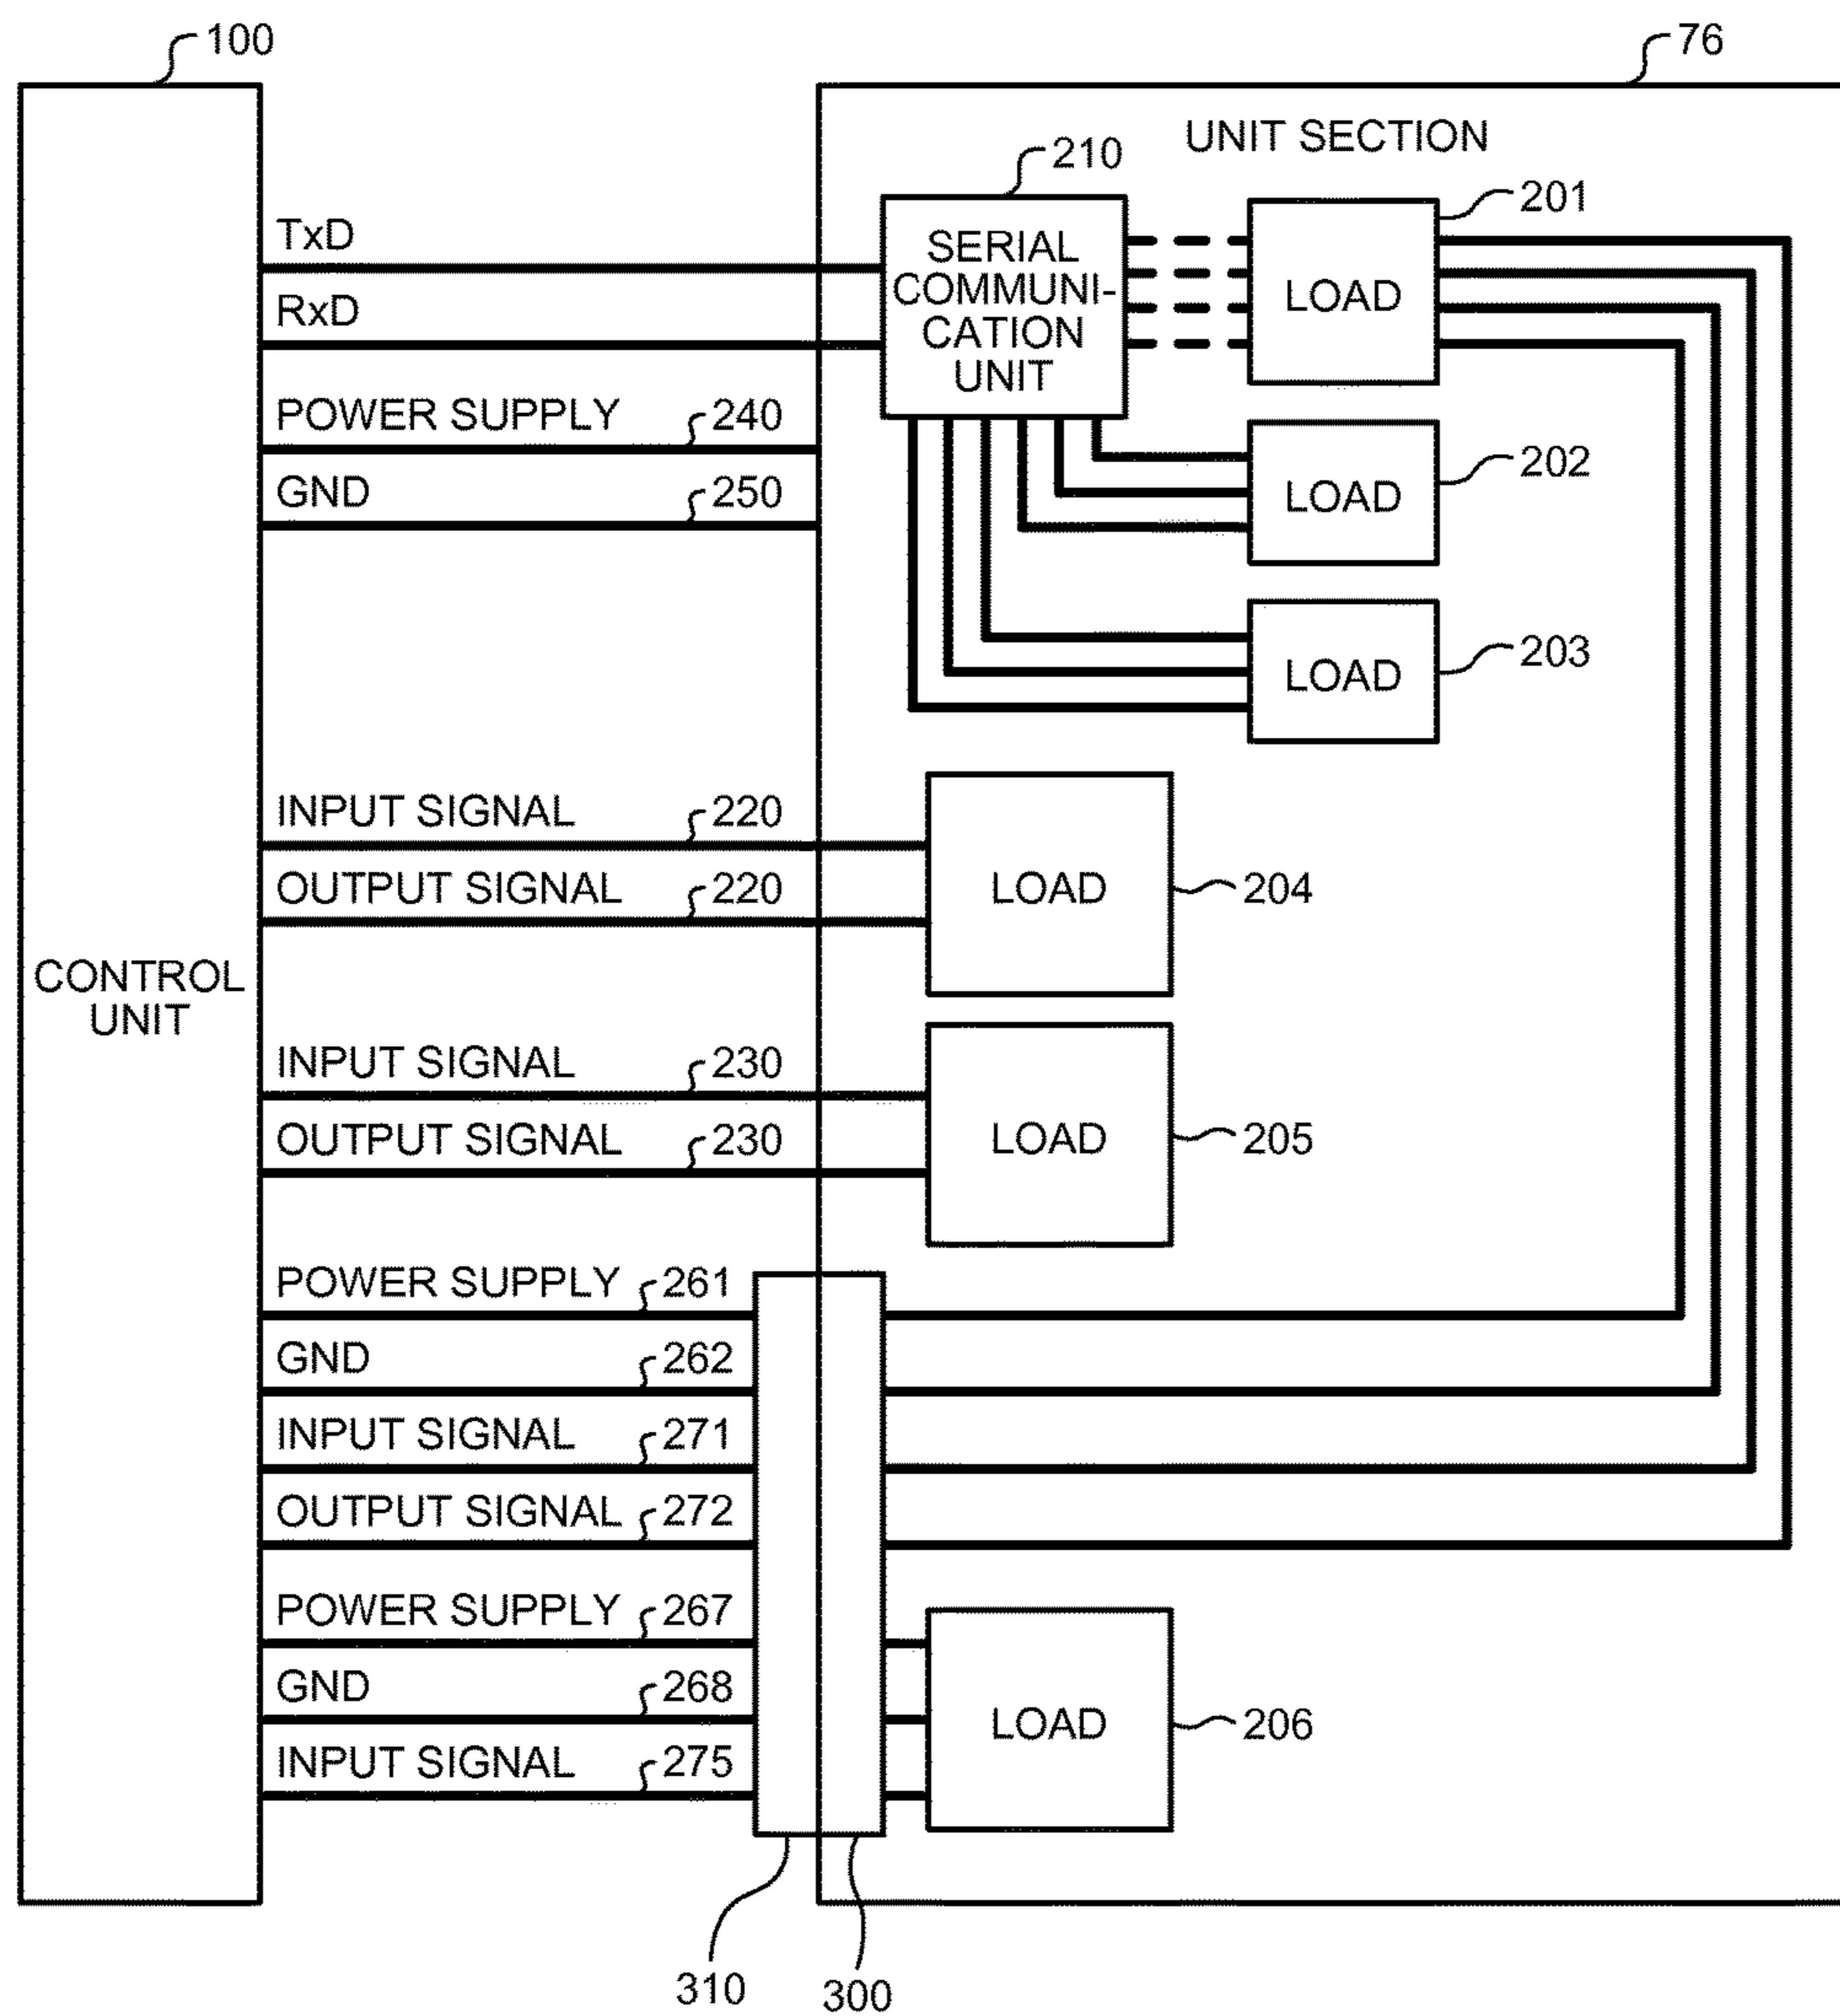 100
76
UNIT SECTION
210
201
TxD
SERIAL
COMMUNI-
CATION
UNIT
LOAD
RxD
POWER SUPPLY
240
202
LOAD
GND
250
203
LOAD
INPUT SIGNAL
220
OUTPUT SIGNAL
220
LOAD
204
CONTROL
UNIT
INPUT SIGNAL
230
OUTPUT SIGNAL
230
LOAD
205
POWER SUPPLY
261
GND
262
INPUT SIGNAL
271
OUTPUT SIGNAL
272
POWER SUPPLY
267
GND
268
LOAD
206
INPUT SIGNAL
275
310
300